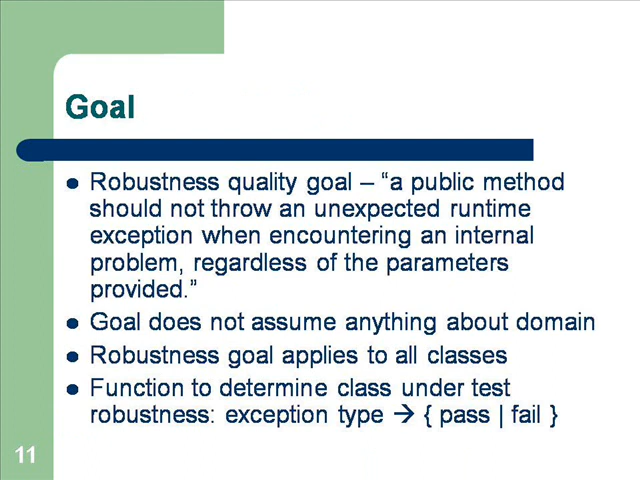 Goal
● Robustness quality goal – “a public method
should not throw an unexpected runtime
exception when encountering an internal
problem, regardless of the parameters
provided.”
● Goal does not assume anything about domain
● Robustness goal applies to all classes
● Function to determine class under test
robustness: exception type → { pass | fail }
11